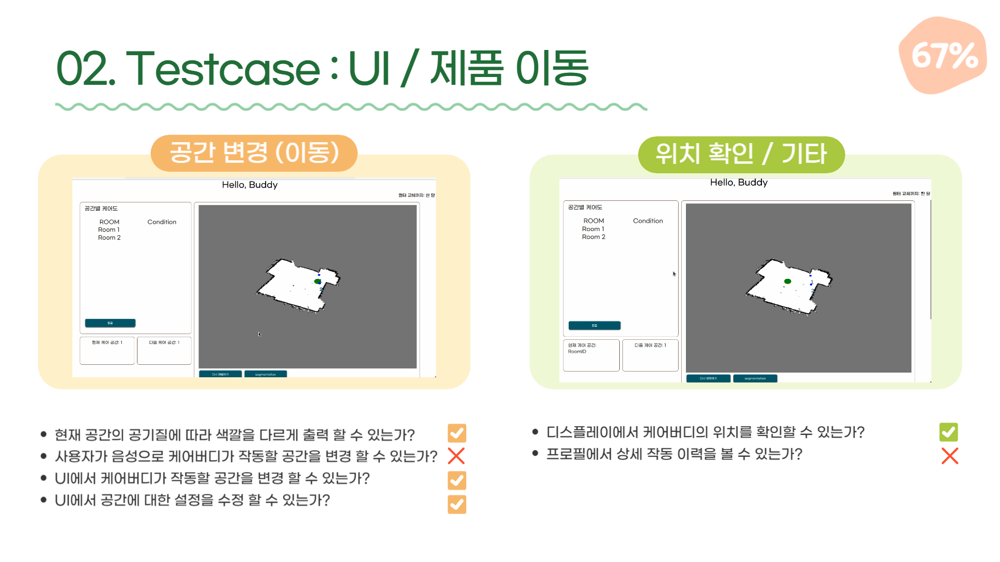 67%
02. Testcase : UI / 제품 이동
공간 변경 (이동)
Hello, Buddy
필터 교체까지: 한 달
공간별 케어도
ROOM Condition
Room 1
Room 2
1
2
편집
현재 케어 공간: 1
다음 케어 공간: 1
다시 매핑하기
segmentation
현재 공간의 공기질에 따라 색깔을 다르게 출력 할 수 있는가?
사용자가 음성으로 케어버디가 작동할 공간을 변경 할 수 있는가?
UI에서 케어버디가 작동할 공간을 변경 할 수 있는가?
UI에서 공간에 대한 설정을 수정 할 수 있는가?
위치 확인 / 기타
Hello, Buddy
필터 교체까지: 한 달
공간별 케어도
ROOM Condition
Room 1
Room 2
1
2
편집
현재 케어 공간:
RoomID
다음 케어 공간: 1
다시 매핑하기
segmentation
디스플레이에서 케어버디의 위치를 확인할 수 있는가?
프로필에서 상세 작동 이력을 볼 수 있는가?